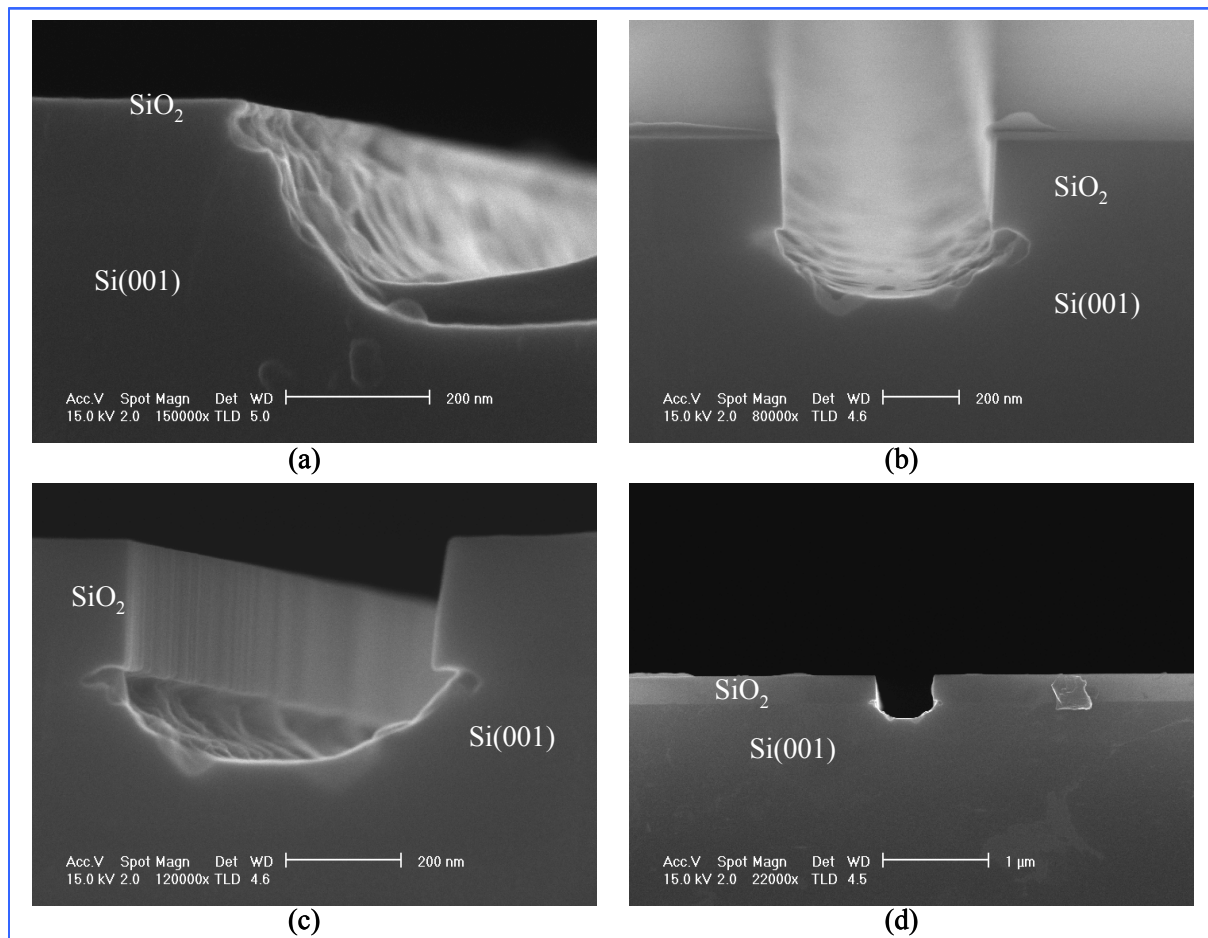 SiO2
Si(001)
Acc.V Spot Magn Det WD
15.0 kV 2.0 150000x TLD 5.0
200 nm
(a)
SiO2
Si(001)
Acc.V Spot Magn Det WD
15.0 kV 2.0 80000x TLD 4.6
200 nm
(b)
SiO2
Si(001)
Acc.V Spot Magn Det WD
15.0 kV 2.0 120000x TLD 4.6
200 nm
(c)
SiO2
Si(001)
Acc.V Spot Magn Det WD
15.0 kV 2.0 22000x TLD 4.5
1 µm
(d)